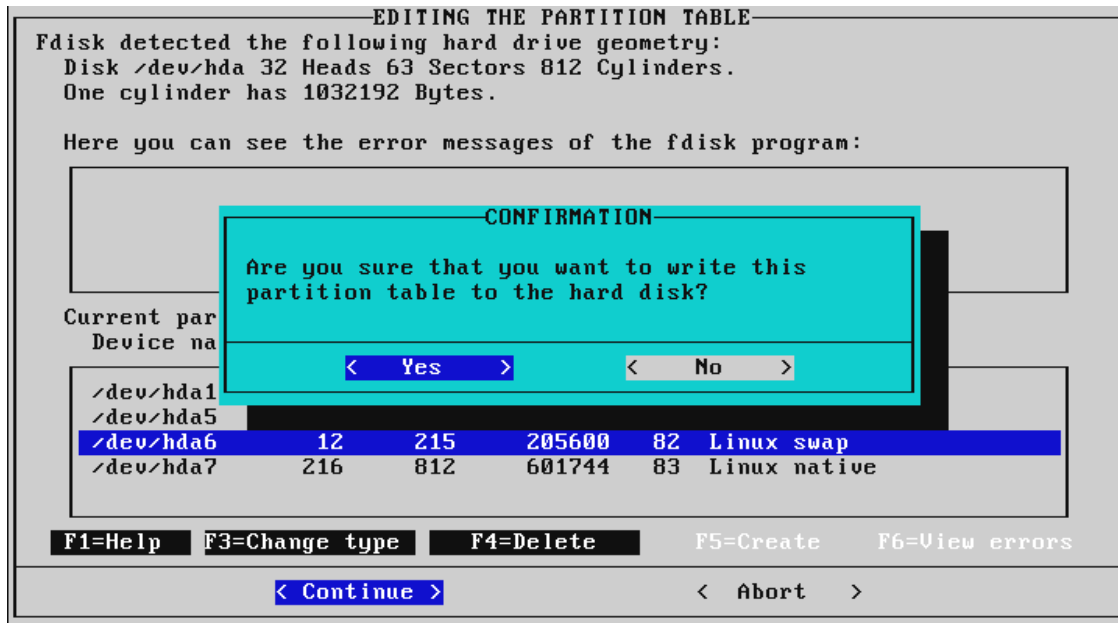 EDITING THE PARTITION TABLE
Fdisk detected the following hard drive geometry:
Disk /dev/hda 32 Heads 63 Sectors 812 Cylinders.
One cylinder has 1032192 Bytes.
Here you can see the error messages of the fdisk program:
CONFIRMATION
Are you sure that you want to write this
partition table to the hard disk?
Current par
Device na
< Yes > < No >
/dev/hda1
/dev/hda5
/dev/hda6 12 215 205600 82 Linux swap
/dev/hda7 216 812 601744 83 Linux native
F1=Help F3=Change type F4=Delete F5=Create F6=View errors
< Continue > < Abort >